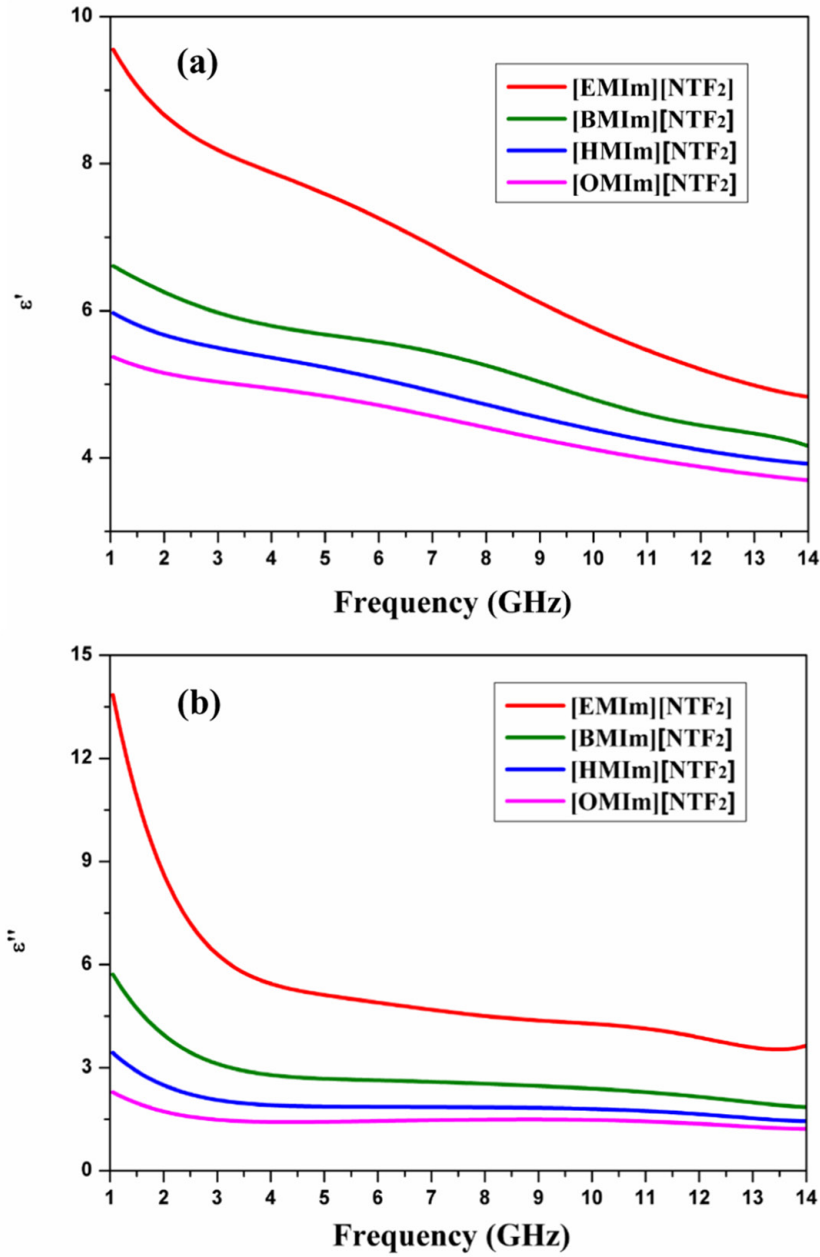 (a)
[EMIm][NTF₂]
[BMIm][NTF₂]
[HMIm][NTF₂]
[OMIm][NTF₂]
ε'
10
8
6
4
1 2 3 4 5 6 7 8 9 10 11 12 13 14
Frequency (GHz)
(b)
[EMIm][NTF₂]
[BMIm][NTF₂]
[HMIm][NTF₂]
[OMIm][NTF₂]
ε''
15
12
9
6
3
0
1 2 3 4 5 6 7 8 9 10 11 12 13 14
Frequency (GHz)